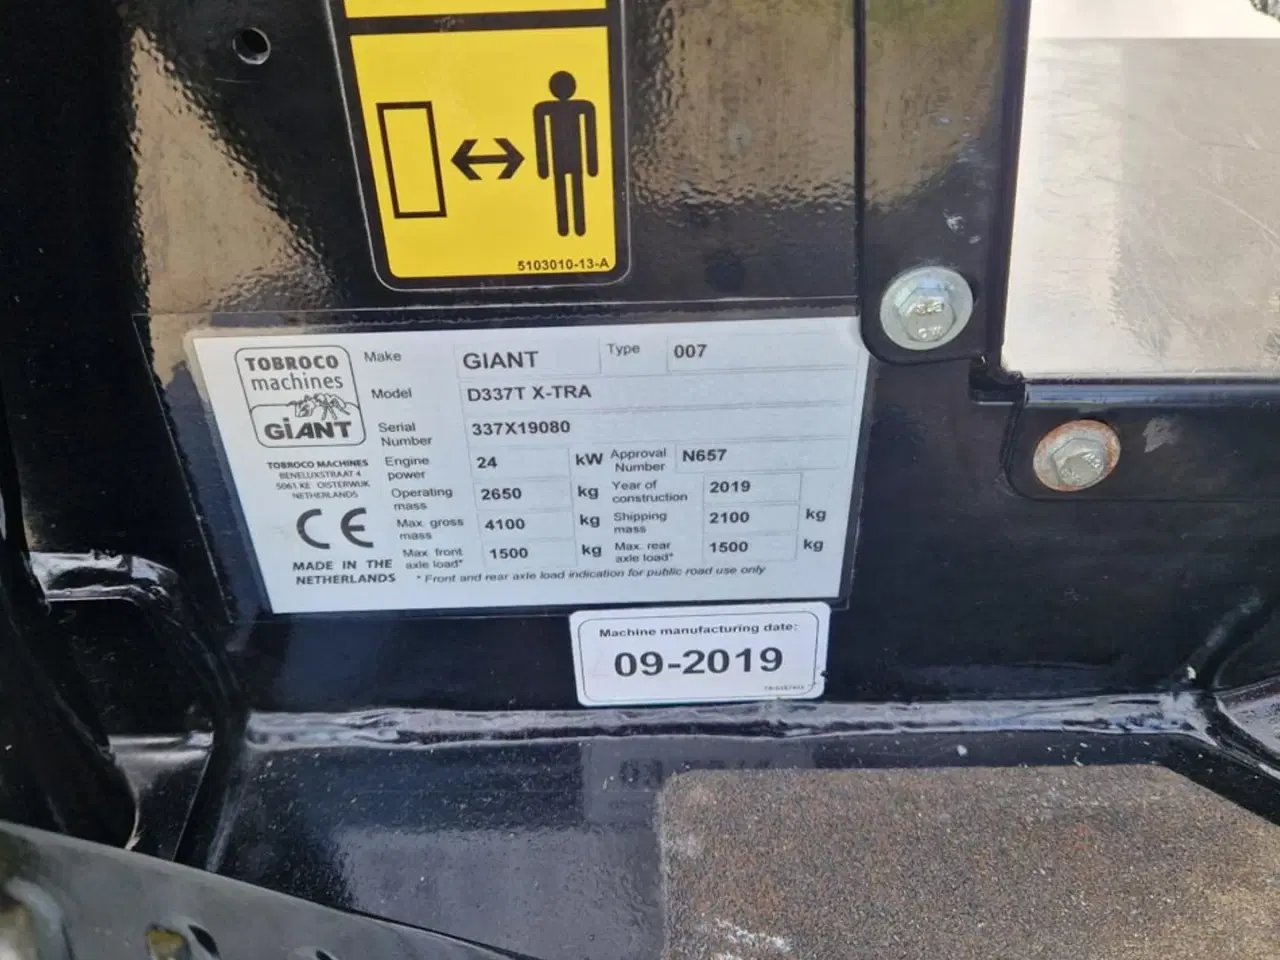 5103010-13-A
TOBROCO
machines
GiANT
TOBROCO MACHINES
BENELUXSTRAAT 4
5061 KE OISTERWIJK
NETHERLANDS
CE
MADE IN THE
NETHERLANDS
Make GIANT Type 007
Model D337T X-TRA
Serial Number 337X19080
Engine power 24 kW Approval Number N657
Operating mass 2650 kg Year of construction 2019
Max. gross mass 4100 kg Shipping mass 2100 kg
Max. front axle load* 1500 kg Max. rear axle load* 1500 kg
* Front and rear axle load indication for public road use only
Machine manufacturing date:
09-2019